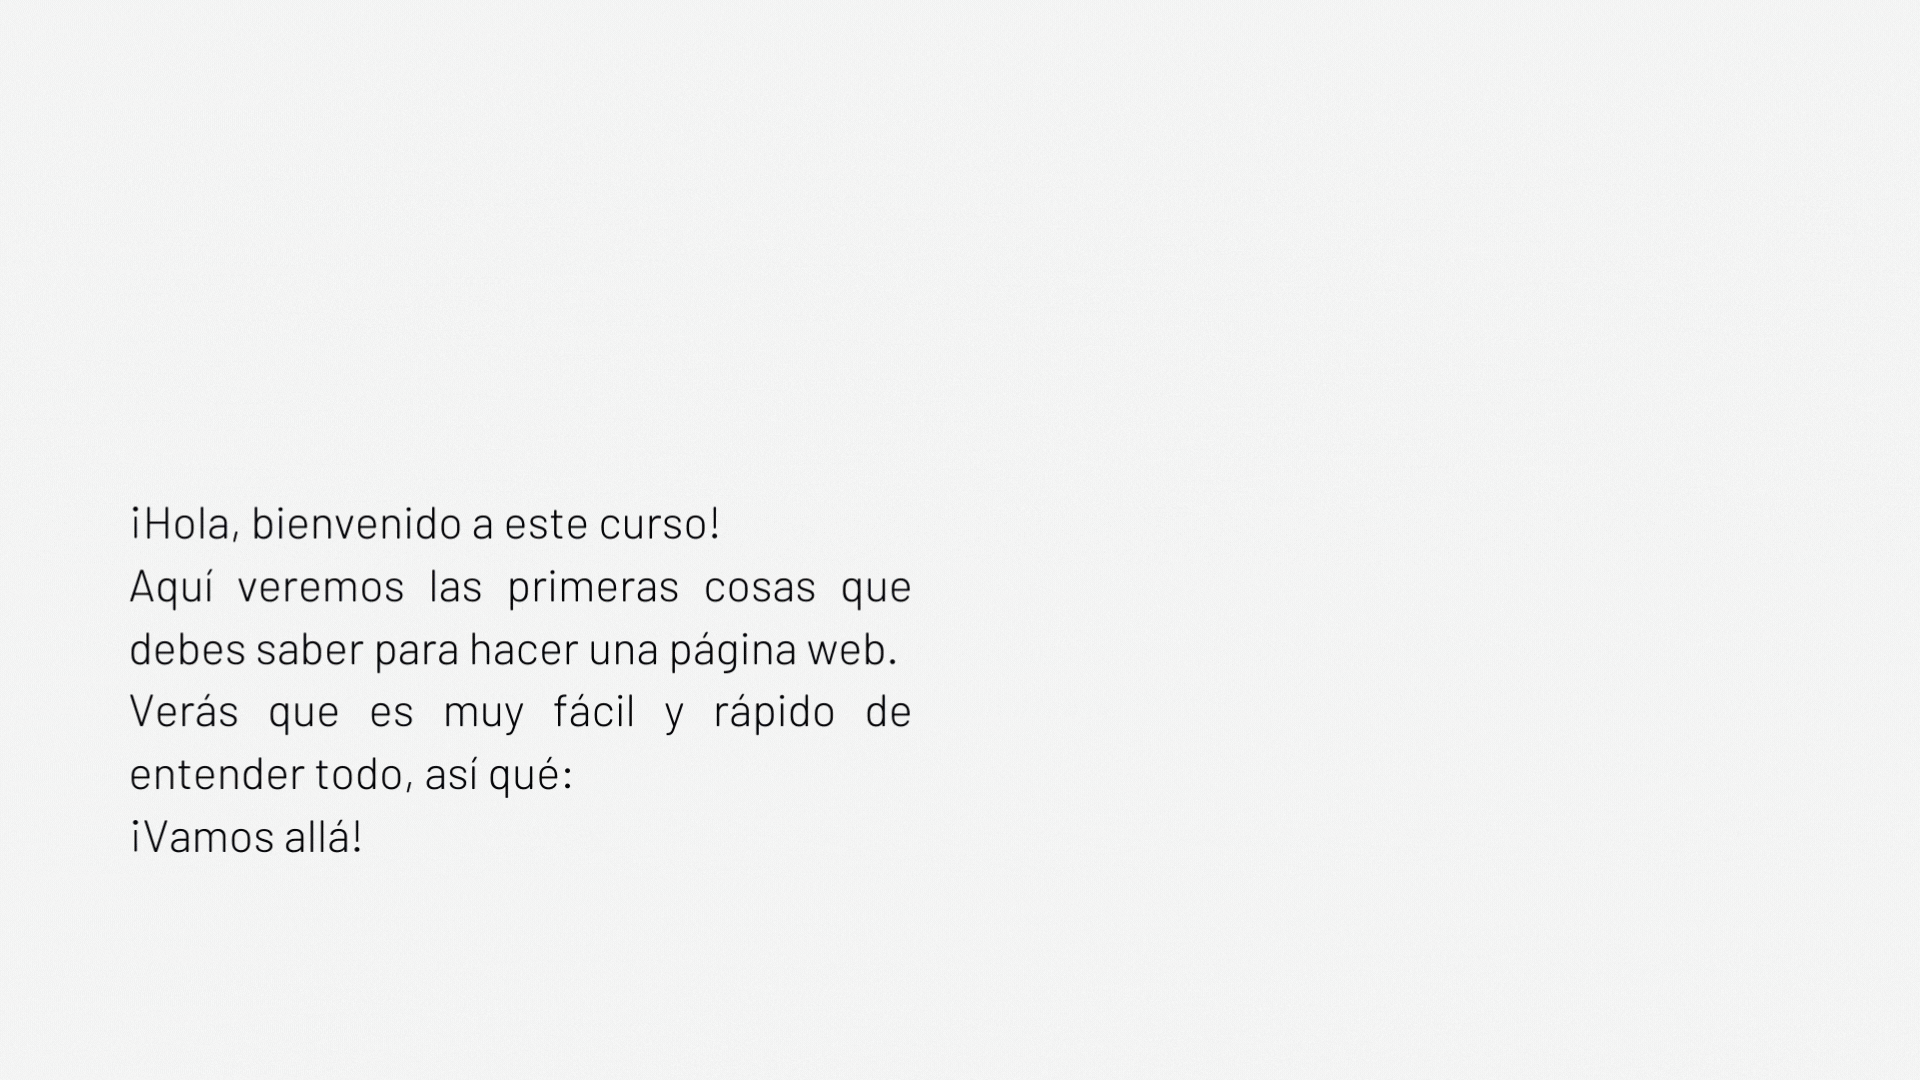 ¡Hola, bienvenido a este curso!
Aquí veremos las primeras cosas que
debes saber para hacer una página web.
Verás que es muy fácil y rápido de
entender todo, así qué:
¡Vamos allá!